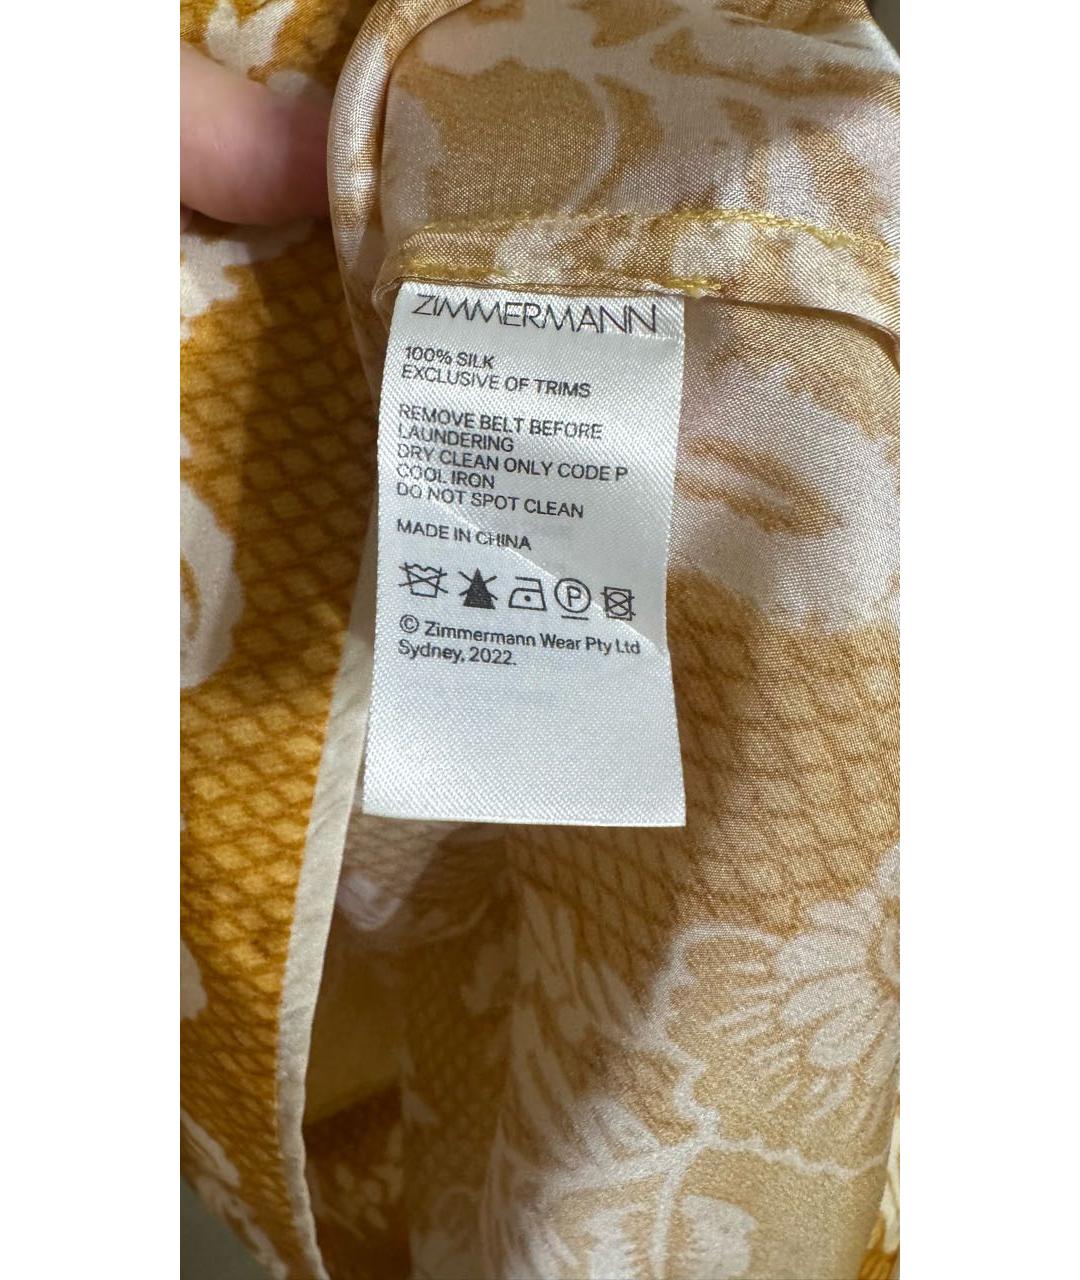 ZIMMERMANN
100% SILK
EXCLUSIVE OF TRIMS
REMOVE BELT BEFORE
LAUNDERING
DRY CLEAN ONLY CODE P
COOL IRON
DO NOT SPOT CLEAN
MADE IN CHINA
P
© Zimmermann Wear Pty Ltd
Sydney, 2022.